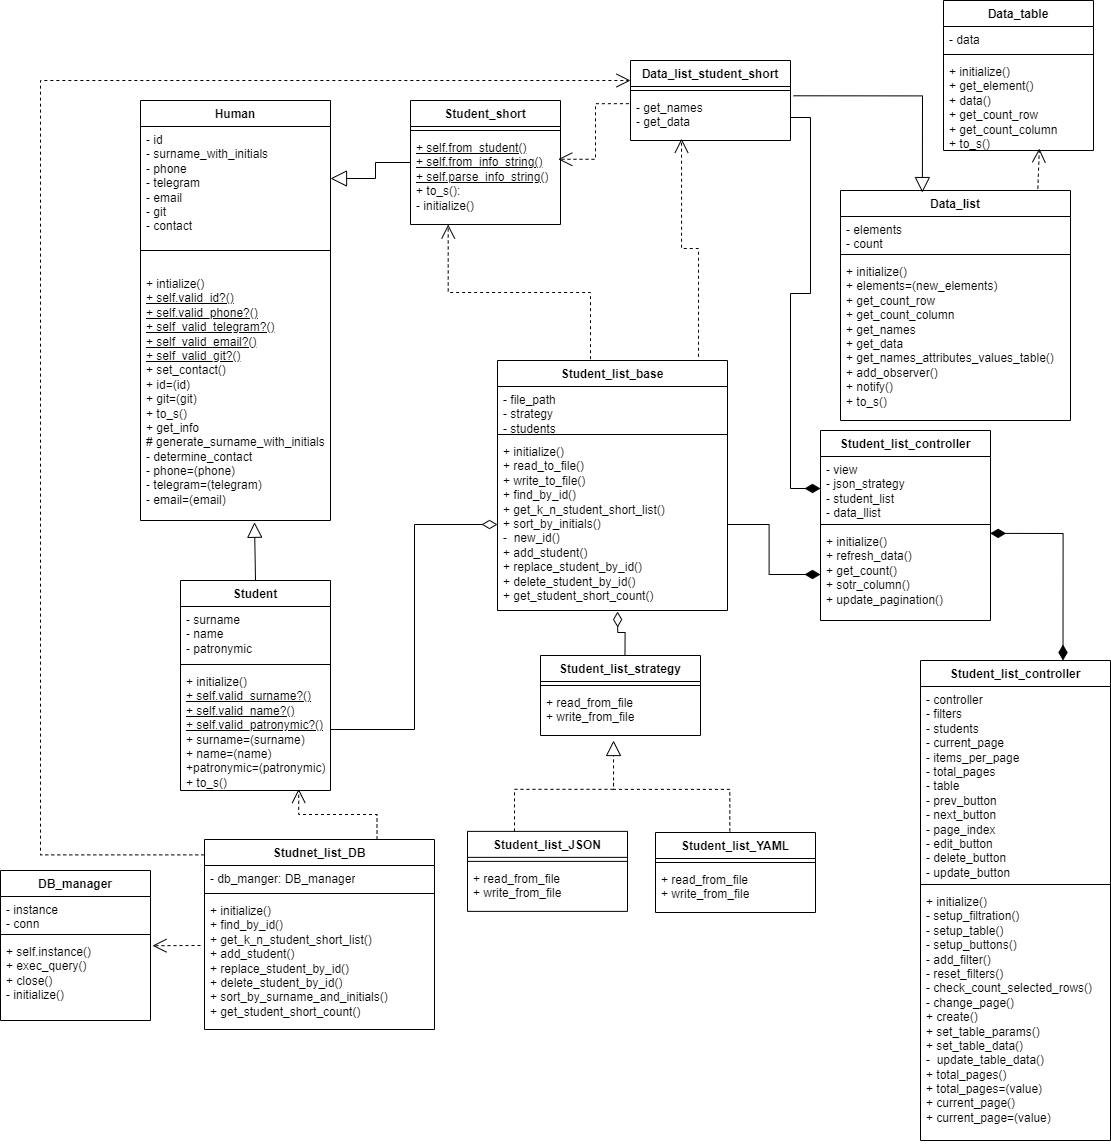 Data_table
- data
+ initialize()
+ get_element()
+ data()
+ get_count_row
+ get_count_column
+ to_s()
Data_list_student_short
- get_names
- get_data
Human
- id
- surname_with_initials
- phone
- telegram
- email
- git
- contact
+ intialize()
+ self.valid_id?()
+ self.valid_phone?()
+ self_valid_telegram?()
+ self_valid_email?()
+ self_valid_git?()
+ set_contact()
+ id=(id)
+ git=(git)
+ to_s()
+ get_info
# generate_surname_with_initials
- determine_contact
- phone=(phone)
- telegram=(telegram)
- email=(email)
Student_short
+ self.from_student()
+ self.from_info_string()
+ self.parse_info_string()
+ to_s():
- initialize()
Data_list
- elements
- count
+ initialize()
+ elements=(new_elements)
+ get_count_row
+ get_count_column
+ get_names
+ get_data
+ get_names_attributes_values_table()
+ add_observer()
+ notify()
+ to_s()
Student_list_base
- file_path
- strategy
- students
+ initialize()
+ read_to_file()
+ write_to_file()
+ find_by_id()
+ get_k_n_student_short_list()
+ sort_by_initials()
- new_id()
+ add_student()
+ replace_student_by_id()
+ delete_student_by_id()
+ get_student_short_count()
Student_list_controller
- view
- json_strategy
- student_list
- data_llist
+ initialize()
+ refresh_data()
+ get_count()
+ sotr_column()
+ update_pagination()
Student
- surname
- name
- patronymic
+ initialize()
+ self.valid_surname?()
+ self.valid_name?()
+ self.valid_patronymic?()
+ surname=(surname)
+ name=(name)
+patronymic=(patronymic)
+ to_s()
Student_list_strategy
+ read_from_file
+ write_from_file
Student_list_controller
- controller
- filters
- students
- current_page
- items_per_page
- total_pages
- table
- prev_button
- next_button
- page_index
- edit_button
- delete_button
- update_button
+ initialize()
- setup_filtration()
- setup_table()
- setup_buttons()
- add_filter()
- reset_filters()
- check_count_selected_rows()
- change_page()
+ create()
+ set_table_params()
+ set_table_data()
- update_table_data()
+ total_pages()
+ total_pages=(value)
+ current_page()
+ current_page=(value)
Student_list_JSON
+ read_from_file
+ write_from_file
Student_list_YAML
+ read_from_file
+ write_from_file
Studnet_list_DB
- db_manger: DB_manager
+ initialize()
+ find_by_id()
+ get_k_n_student_short_list()
+ add_student()
+ replace_student_by_id()
+ delete_student_by_id()
+ sort_by_surname_and_initials()
+ get_student_short_count()
DB_manager
- instance
- conn
+ self.instance()
+ exec_query()
+ close()
- initialize()